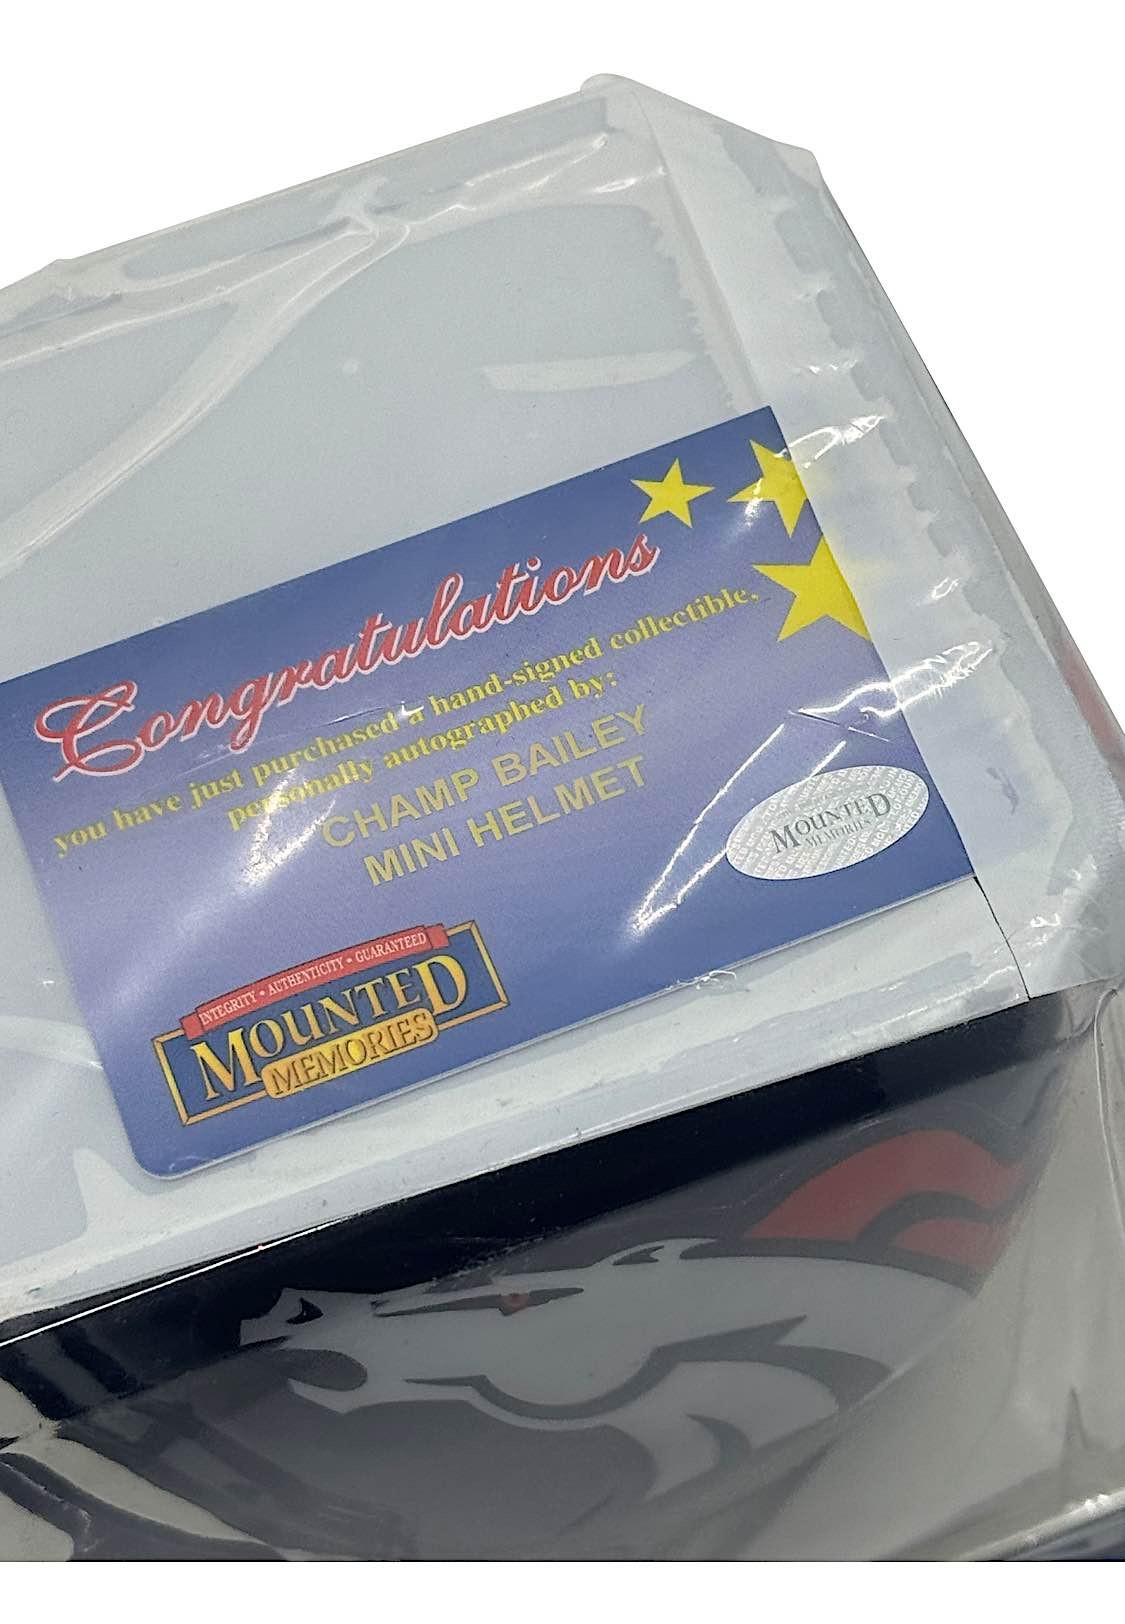 Congratulations
you have just purchased a hand-signed collectible,
personally autographed by:
CHAMP BAILEY
MINI HELMET
MOUNTED
MEMORIES
INTEGRITY • AUTHENTICITY • GUARANTEED
MOUNTED
MEMORIES